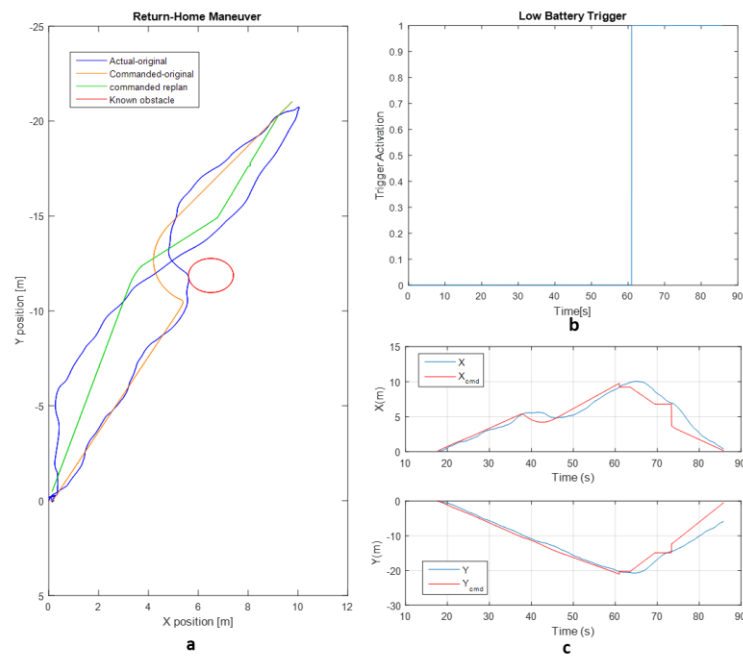 Return-Home Maneuver
-25
-20
-15
-10
-5
0
5
Y position [m]
Actual-original
Commanded-original
commanded replan
Known obstacle
0 2 4 6 8 10 12
X position [m]
a
Low Battery Trigger
1
0.9
0.8
0.7
0.6
0.5
0.4
0.3
0.2
0.1
0
Trigger Activation
0 10 20 30 40 50 60 70 80 90
Time[s]
b
15
10
5
0
X(m)
X
Xcmd
10 20 30 40 50 60 70 80 90
Time (s)
0
-10
-20
-30
Y(m)
Y
Ycmd
10 20 30 40 50 60 70 80 90
Time (s)
c